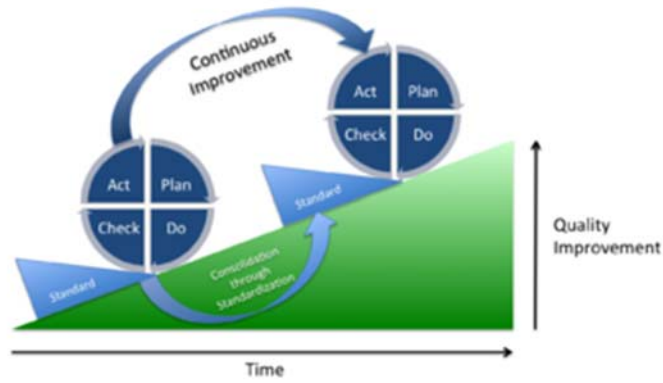 Continuous
Improvement
Act
Plan
Check
Do
Act
Plan
Check
Do
Standard
Standard
Consolidation
through
Standardization
Quality
Improvement
Time